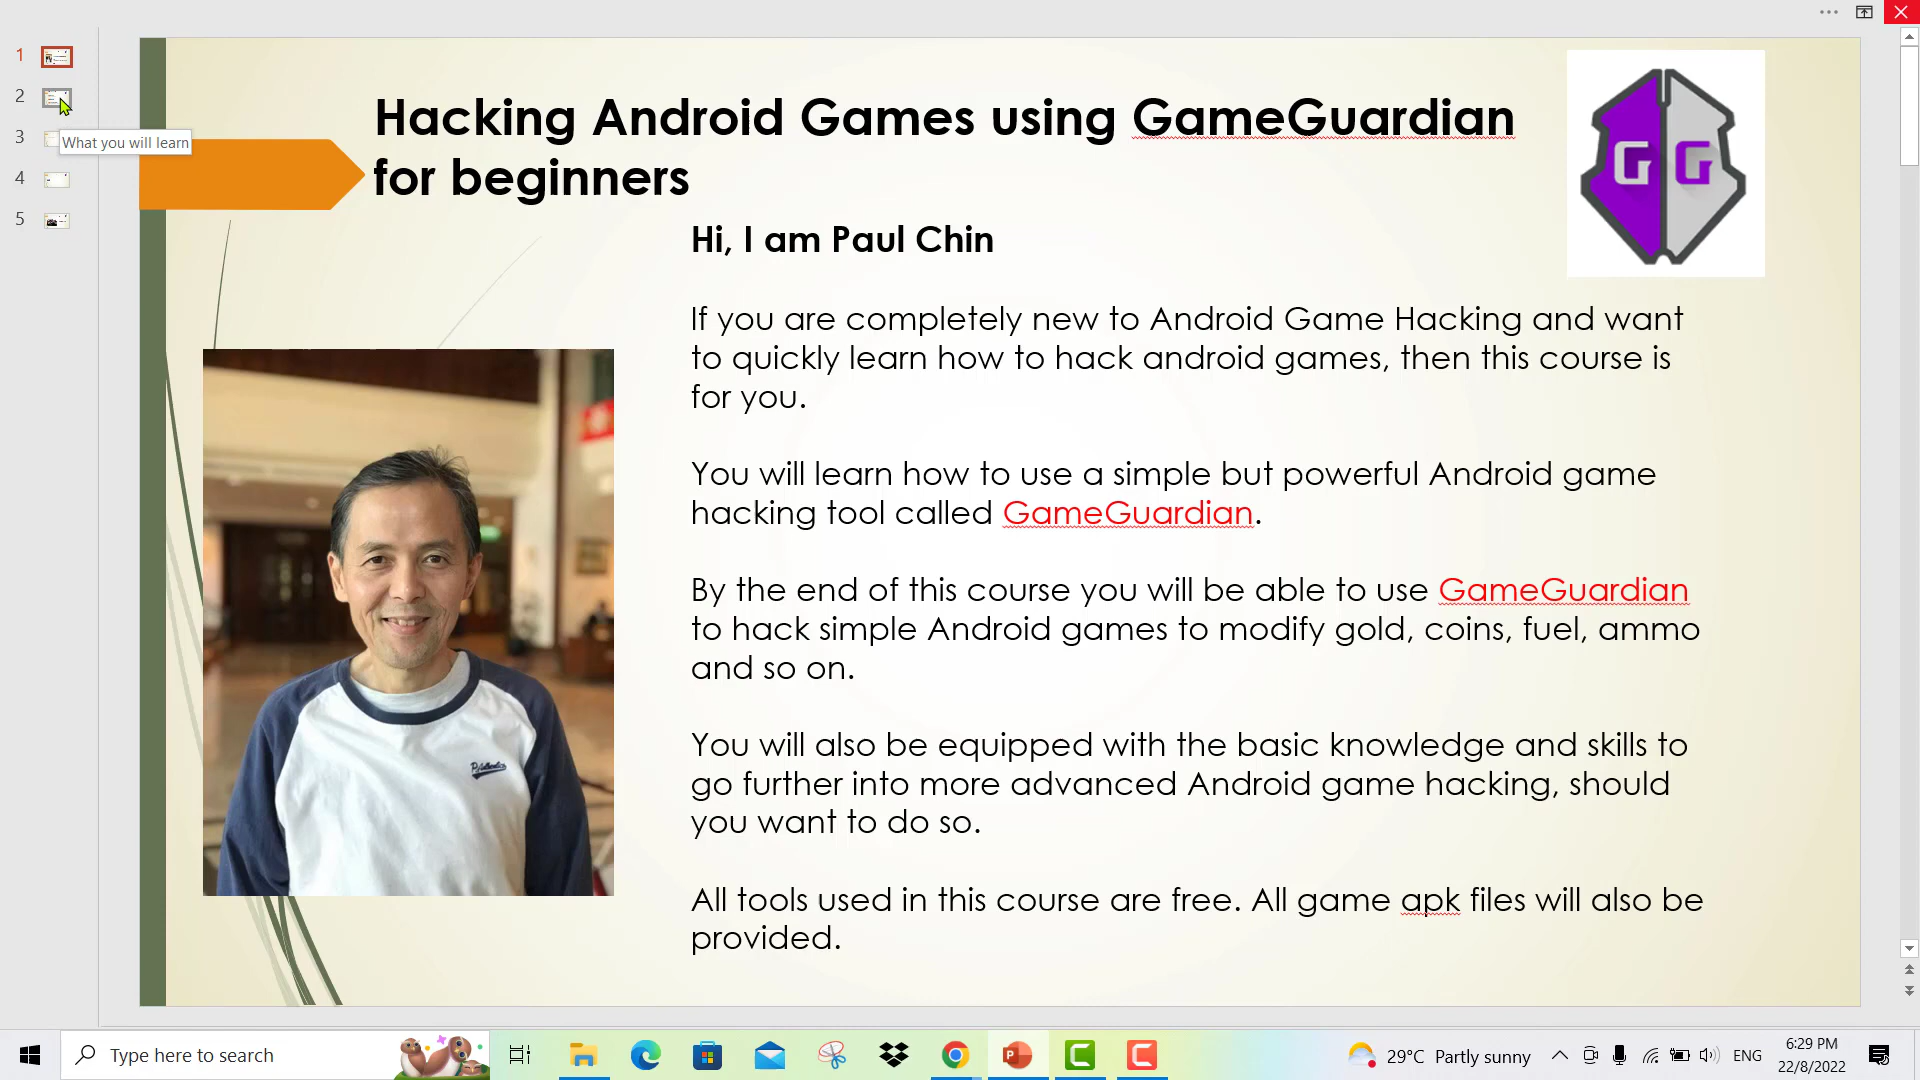 1
2
3
What you will learn
4
5
Hacking Android Games using GameGuardian
for beginners
G G
Hi, I am Paul Chin
If you are completely new to Android Game Hacking and want
to quickly learn how to hack android games, then this course is
for you.
You will learn how to use a simple but powerful Android game
hacking tool called GameGuardian.
By the end of this course you will be able to use GameGuardian
to hack simple Android games to modify gold, coins, fuel, ammo
and so on.
You will also be equipped with the basic knowledge and skills to
go further into more advanced Android game hacking, should
you want to do so.
All tools used in this course are free. All game apk files will also be
provided.
Type here to search
29°C Partly sunny
ENG
6:29 PM
22/8/2022